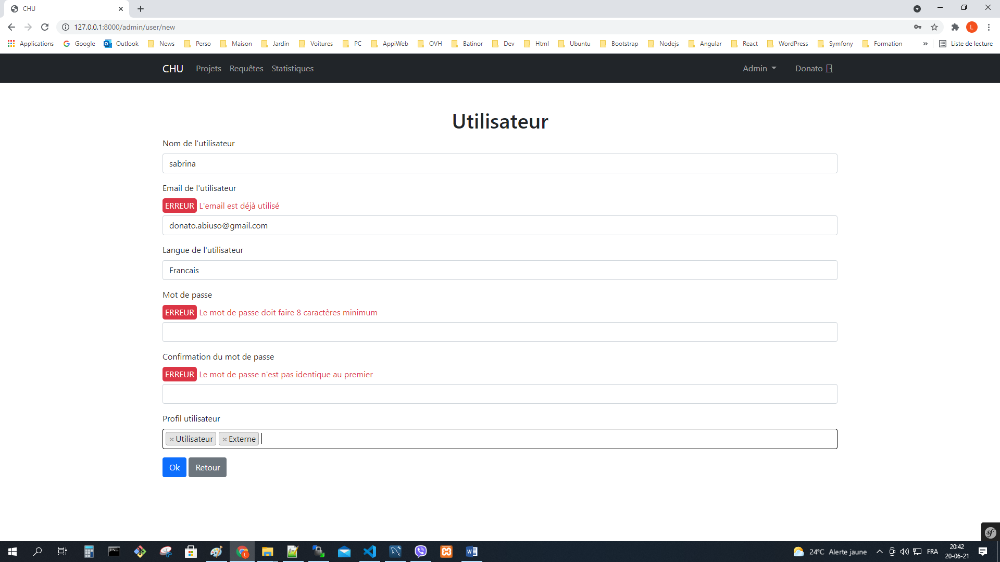 CHU
127.0.0.1:8000/admin/user/new
L
Applications Google Outlook News Perso Maison Jardin Voitures PC AppiWeb OVH Batinor Dev Html Ubuntu Bootstrap Nodejs Angular React WordPress Symfony Formation » Liste de lecture
CHU Projets Requêtes Statistiques Admin Donato
Utilisateur
Nom de l'utilisateur
sabrina
Email de l'utilisateur
ERREUR L'email est déjà utilisé
donato.abiuso@gmail.com
Langue de l'utilisateur
Francais
Mot de passe
ERREUR Le mot de passe doit faire 8 caractères minimum
Confirmation du mot de passe
ERREUR Le mot de passe n'est pas identique au premier
Profil utilisateur
× Utilisateur × Externe
Ok Retour
sf
24°C Alerte jaune FRA 20:42
20-06-21